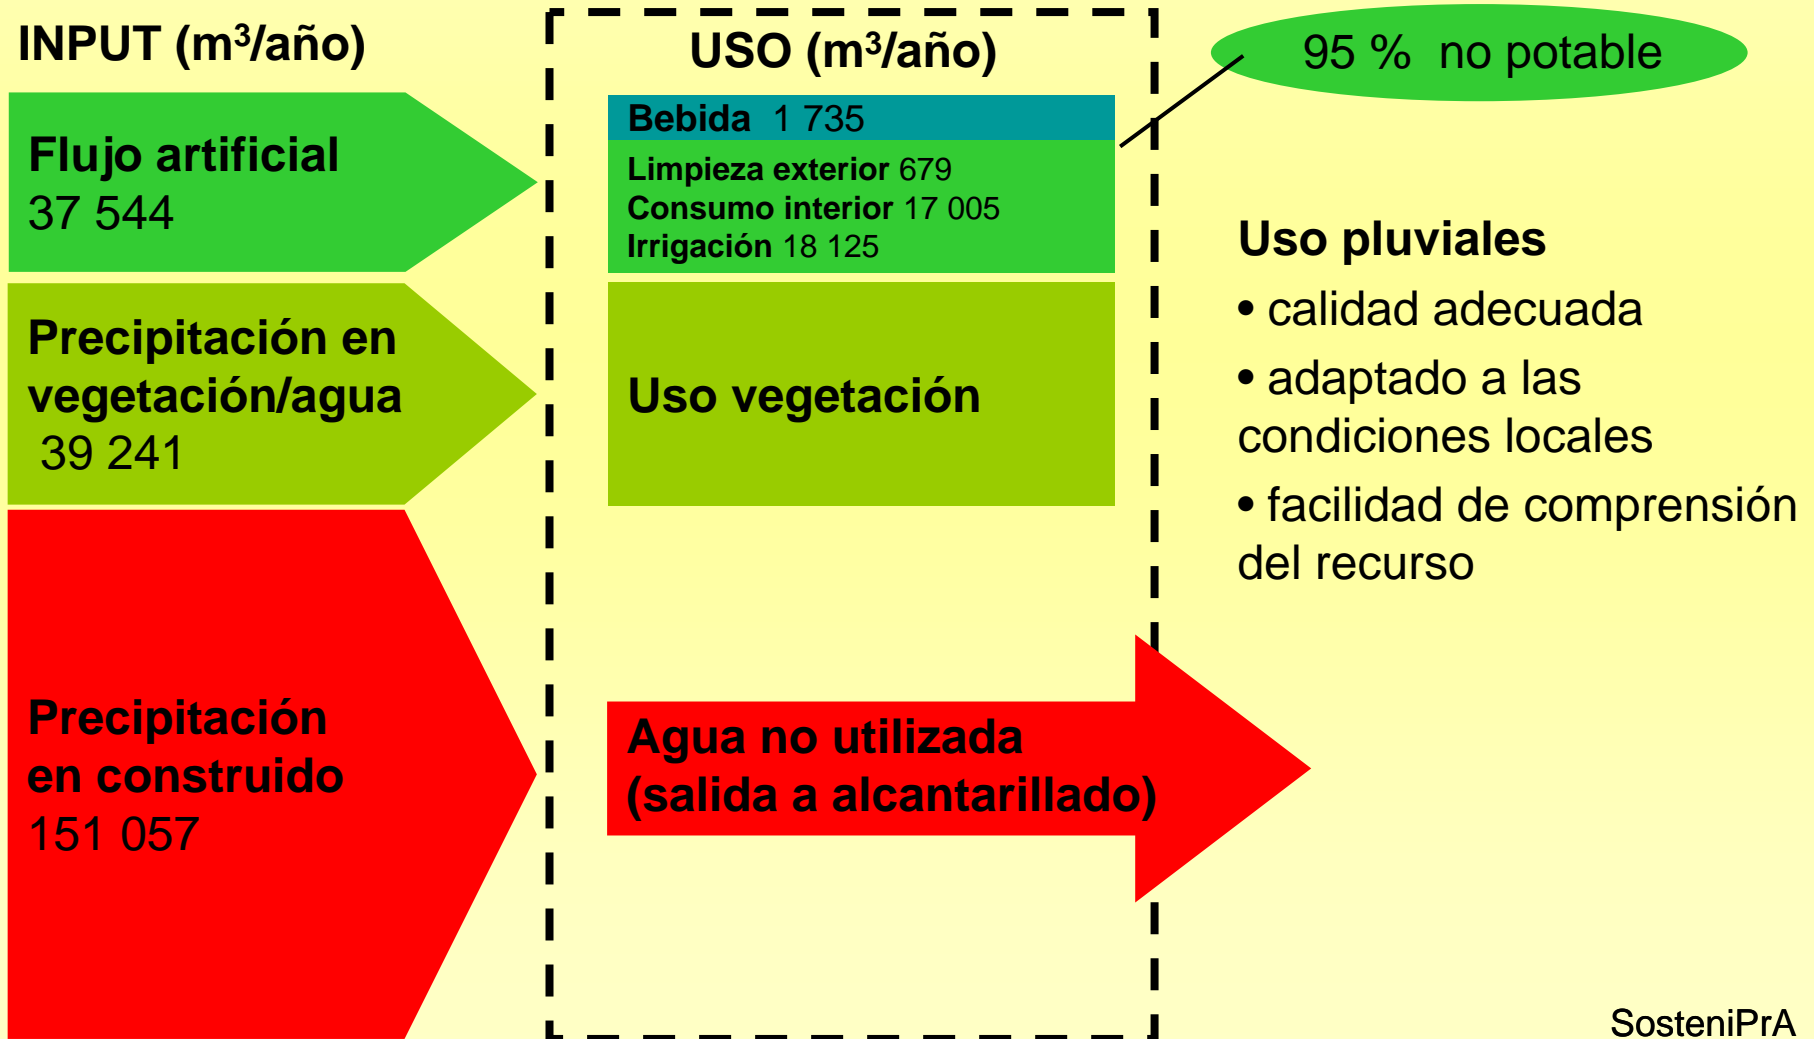 INPUT (m³/año)
Flujo artificial
37 544
Precipitación en
vegetación/agua
39 241
Precipitación
en construido
151 057
USO (m³/año)
Bebida 1 735
Limpieza exterior 679
Consumo interior 17 005
Irrigación 18 125
Uso vegetación
Agua no utilizada
(salida a alcantarillado)
95 % no potable
Uso pluviales
• calidad adecuada
• adaptado a las
condiciones locales
• facilidad de comprensión
del recurso
SosteniPrA